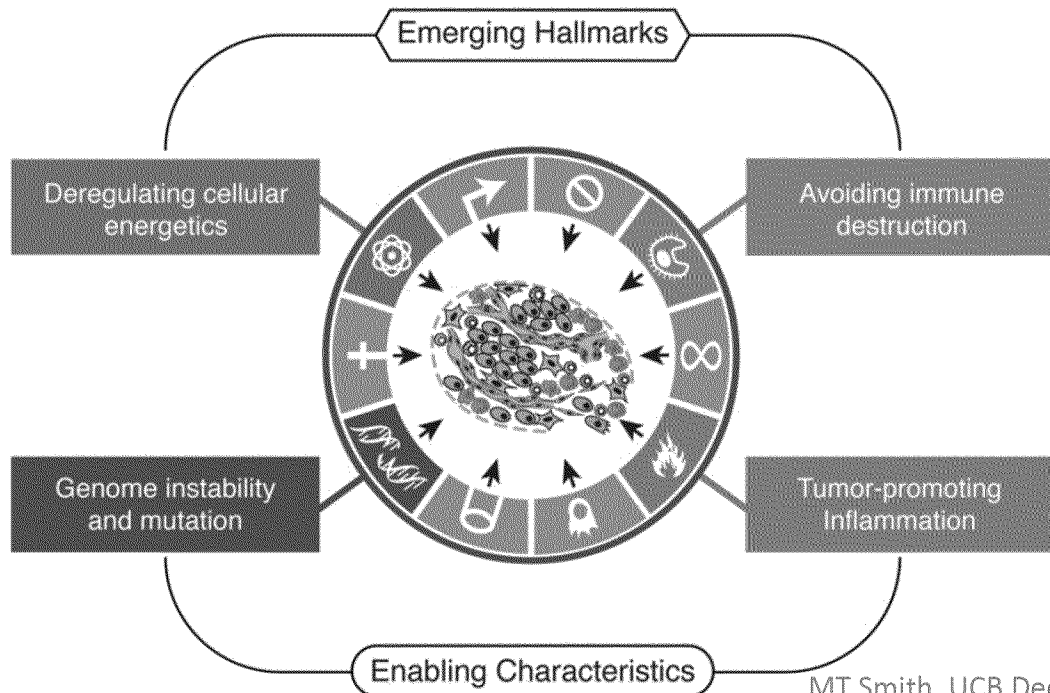 Emerging Hallmarks
Deregulating cellular
energetics
Avoiding immune
destruction
Genome instability
and mutation
Tumor-promoting
Inflammation
Enabling Characteristics
MT Smith, UCB Dec